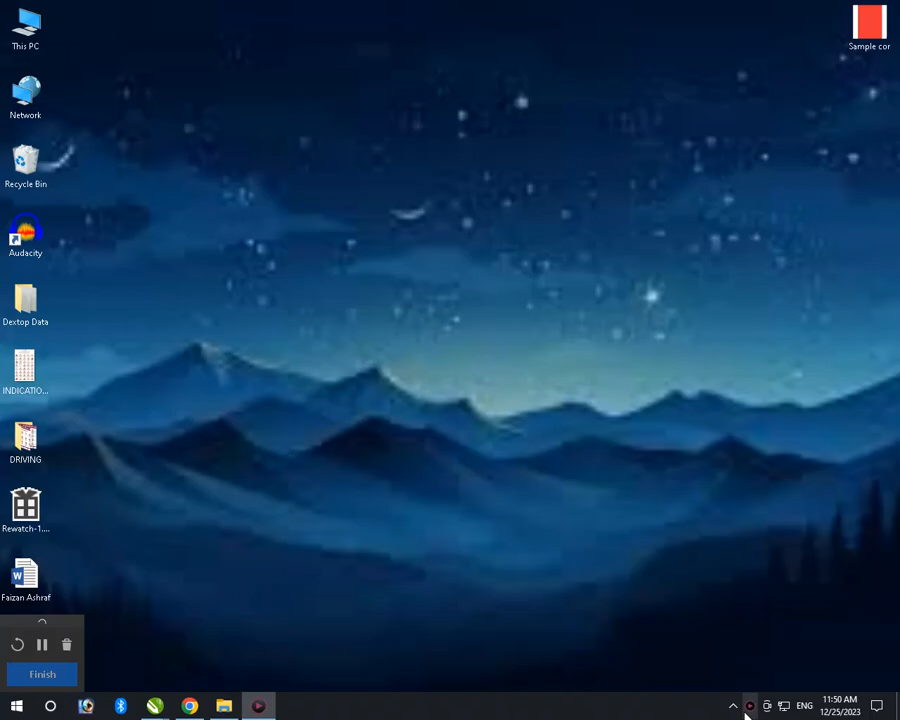 This PC
Sample cor
Network
Recycle Bin
Audacity
Dextop Data
INDICATIO...
DRIVING
Rewatch-1....
Faizan Ashraf
Finish
ENG
11:50 AM
12/25/2023